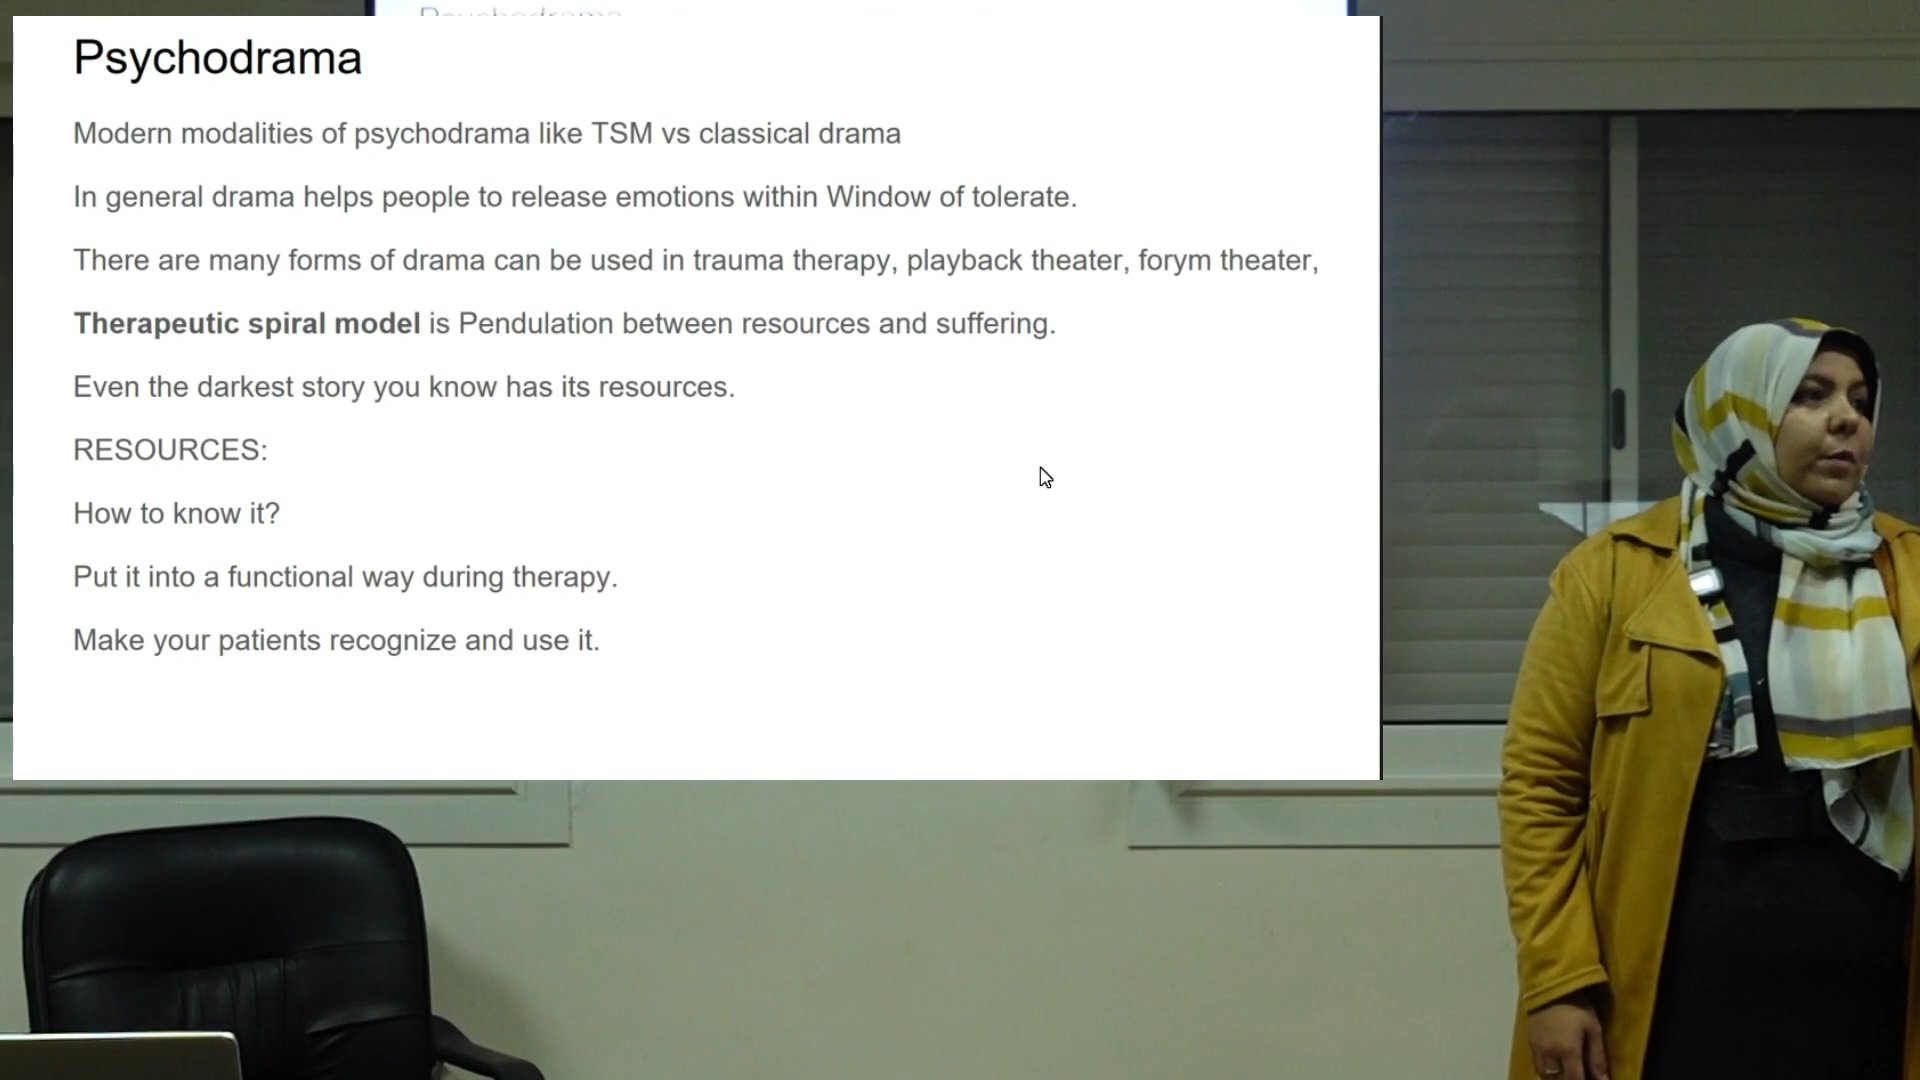 Psychodrama
Psychodrama
Modern modalities of psychodrama like TSM vs classical drama
In general drama helps people to release emotions within Window of tolerate.
There are many forms of drama can be used in trauma therapy, playback theater, forym theater,
Therapeutic spiral model is Pendulation between resources and suffering.
Even the darkest story you know has its resources.
RESOURCES:
How to know it?
Put it into a functional way during therapy.
Make your patients recognize and use it.